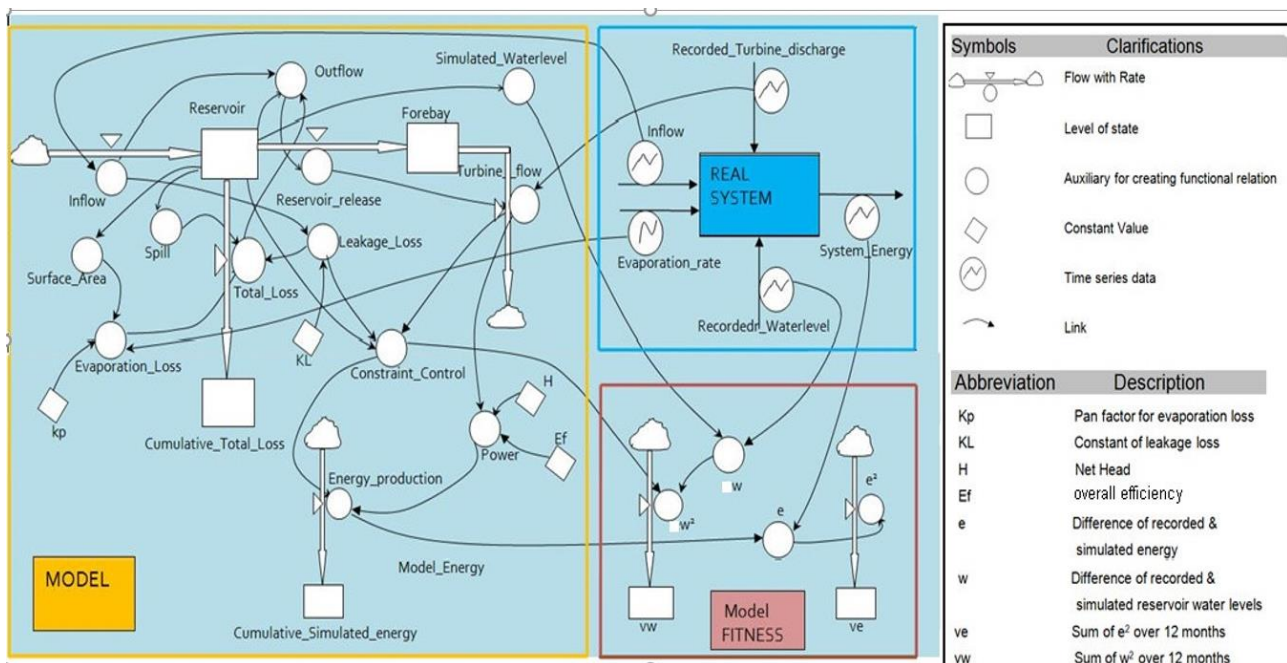 Outflow
Simulated_Waterlevel
Reservoir
Forebay
Inflow
Reservoir_release
Turbine_flow
Spill
Leakage_Loss
Surface_Area
Total_Loss
Evaporation_Loss
KL
Constraint_Control
kp
Cumulative_Total_Loss
H
Ef
Power
Energy_production
Model_Energy
MODEL
Cumulative_Simulated_energy
Recorded_Turbine_discharge
Inflow
REAL
SYSTEM
Evaporation_rate
System_Energy
Recordedr_Waterlevel
w
w²
e
e²
vw
Model
FITNESS
ve
Symbols Clarifications
Flow with Rate
Level of state
Auxiliary for creating functional relation
Constant Value
Time series data
Link
Abbreviation Description
Kp Pan factor for evaporation loss
KL Constant of leakage loss
H Net Head
Ef overall efficiency
e Difference of recorded &
simulated energy
w Difference of recorded &
simulated reservoir water levels
ve Sum of e² over 12 months
vw Sum of w² over 12 months